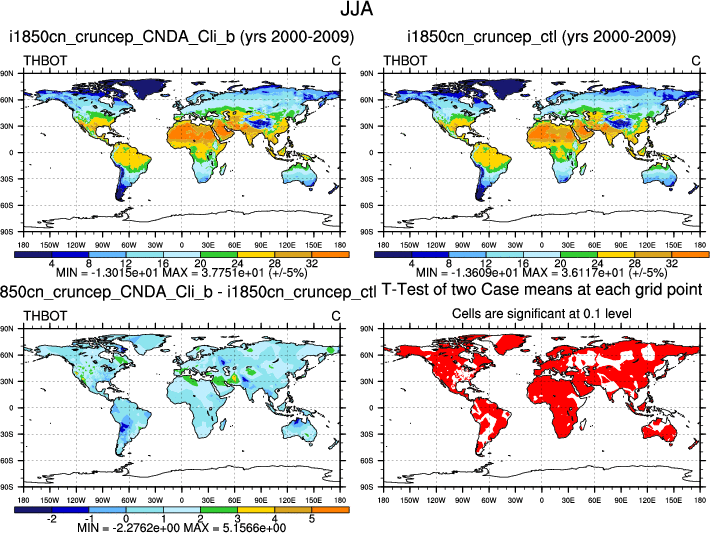 JJA
i1850cn_cruncep_CNDA_Cli_b (yrs 2000-2009)
THBOT C
90N
60N
30N
0
30S
60S
90S
180 150W 120W 90W 60W 30W 0 30E 60E 90E 120E 150E 180
4 8 12 16 20 24 28 32
MIN = -1.3015e+01 MAX = 3.7751e+01 (+/-5%)
i1850cn_cruncep_ctl (yrs 2000-2009)
THBOT C
90N
60N
30N
0
30S
60S
90S
180 150W 120W 90W 60W 30W 0 30E 60E 90E 120E 150E 180
4 8 12 16 20 24 28 32
MIN = -1.3609e+01 MAX = 3.6117e+01 (+/-5%)
850cn_cruncep_CNDA_Cli_b - i1850cn_cruncep_ctl
THBOT C
90N
60N
30N
0
30S
60S
90S
180 150W 120W 90W 60W 30W 0 30E 60E 90E 120E 150E 180
-2 -1 0 1 2 3 4 5
MIN = -2.2762e+00 MAX = 5.1566e+00
T-Test of two Case means at each grid point
Cells are significant at 0.1 level
90N
60N
30N
0
30S
60S
90S
180 150W 120W 90W 60W 30W 0 30E 60E 90E 120E 150E 180